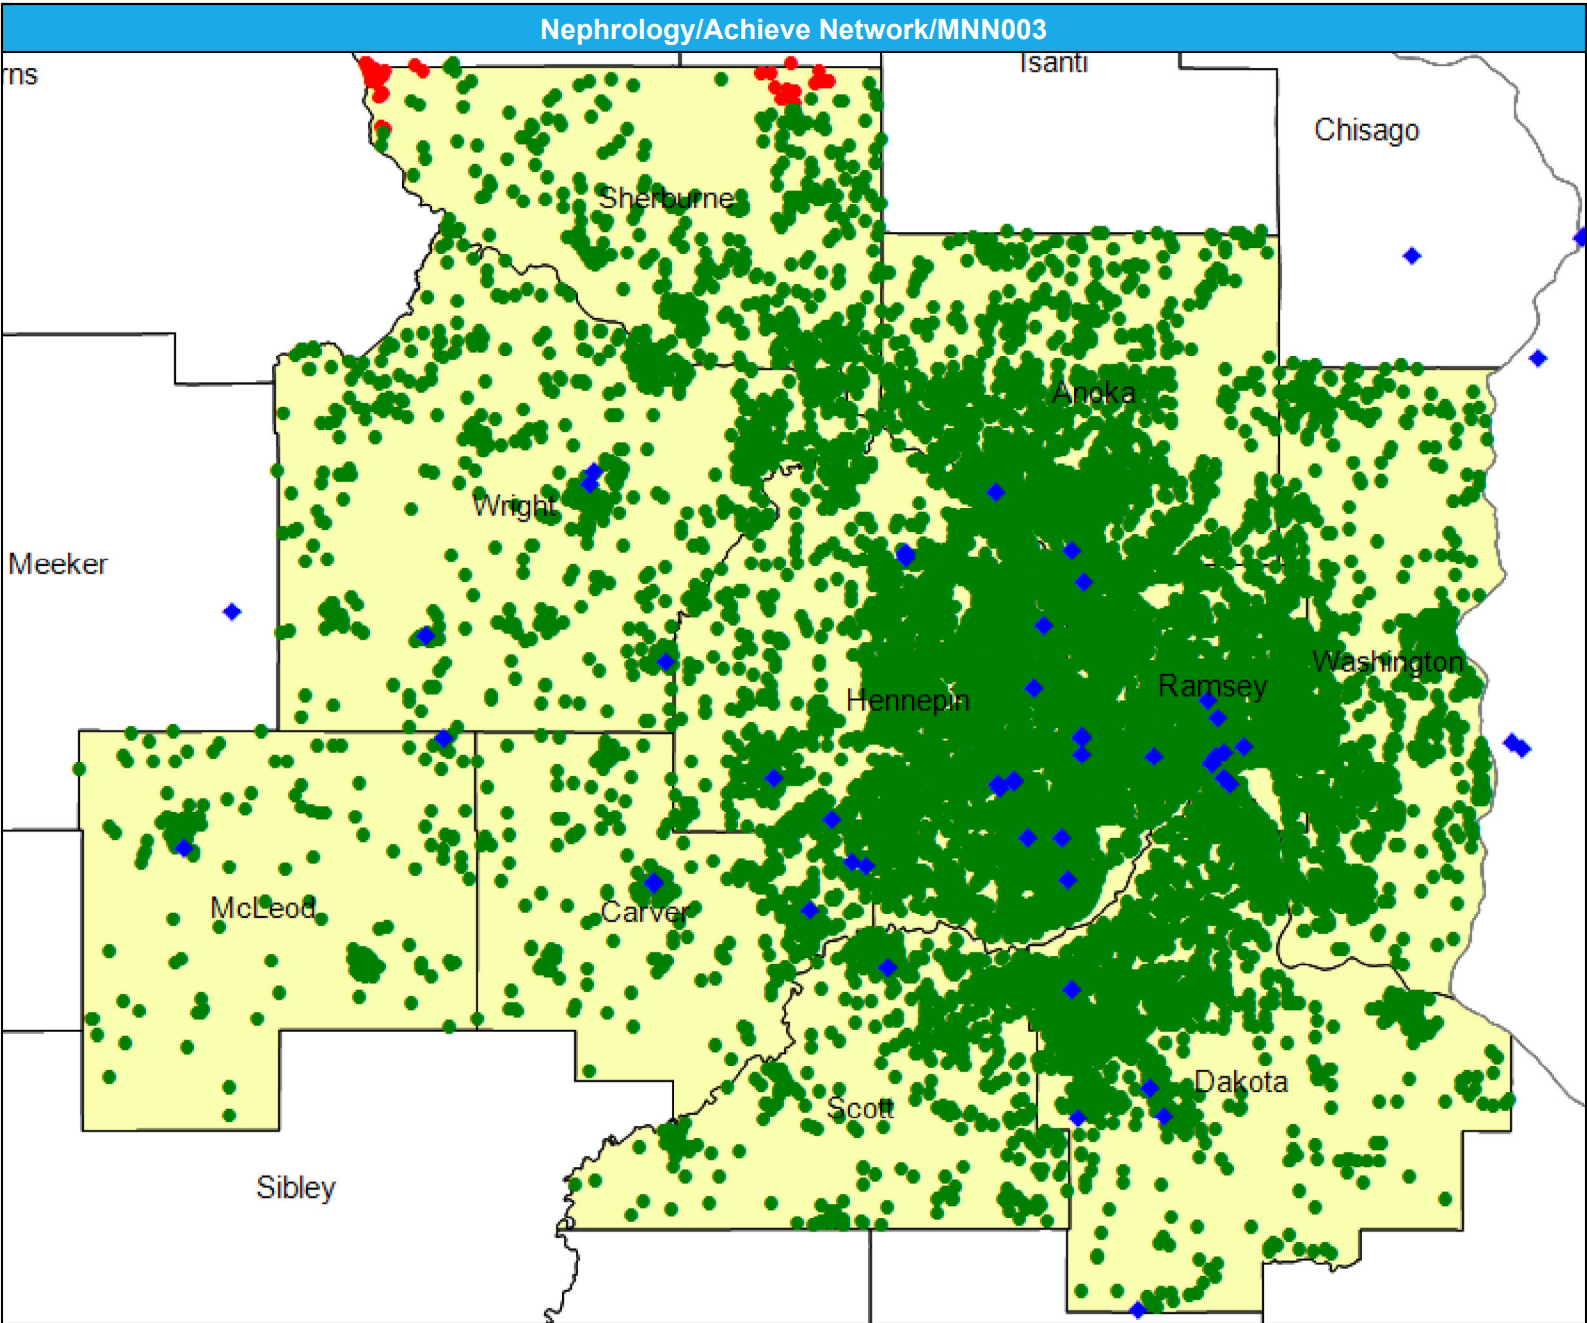 Nephrology/Achieve Network/MNN003
rns
Isanti
Chisago
Sherburne
Anoka
Wright
Meeker
Washington
Ramsey
Hennepin
McLeod
Carver
Dakota
Scott
Sibley